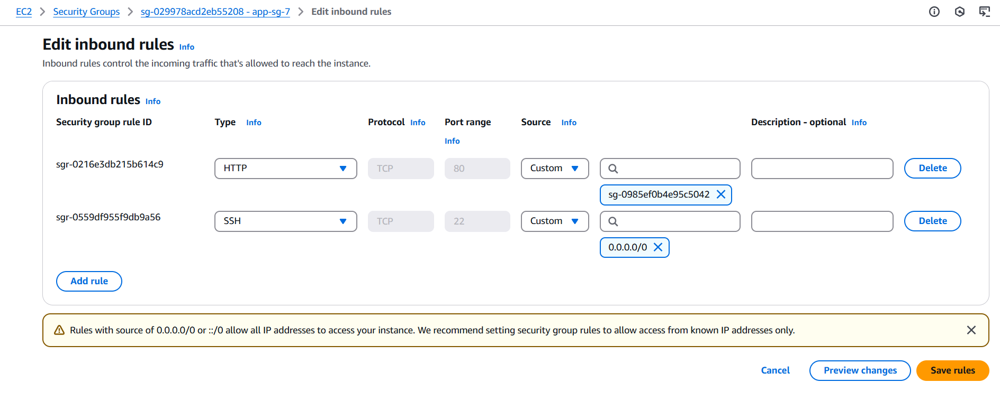 EC2 > Security Groups > sg-029978acd2eb55208 - app-sg-7 > Edit inbound rules
Edit inbound rules Info
Inbound rules control the incoming traffic that's allowed to reach the instance.
Inbound rules Info
Security group rule ID Type Info Protocol Info Port range Info Source Info Description - optional Info
sgr-0216e3db215b614c9 HTTP TCP 80 Custom Delete
sg-0985ef0b4e95c5042
sgr-0559df955f9db9a56 SSH TCP 22 Custom Delete
0.0.0.0/0
Add rule
Rules with source of 0.0.0.0/0 or ::/0 allow all IP addresses to access your instance. We recommend setting security group rules to allow access from known IP addresses only.
Cancel Preview changes Save rules